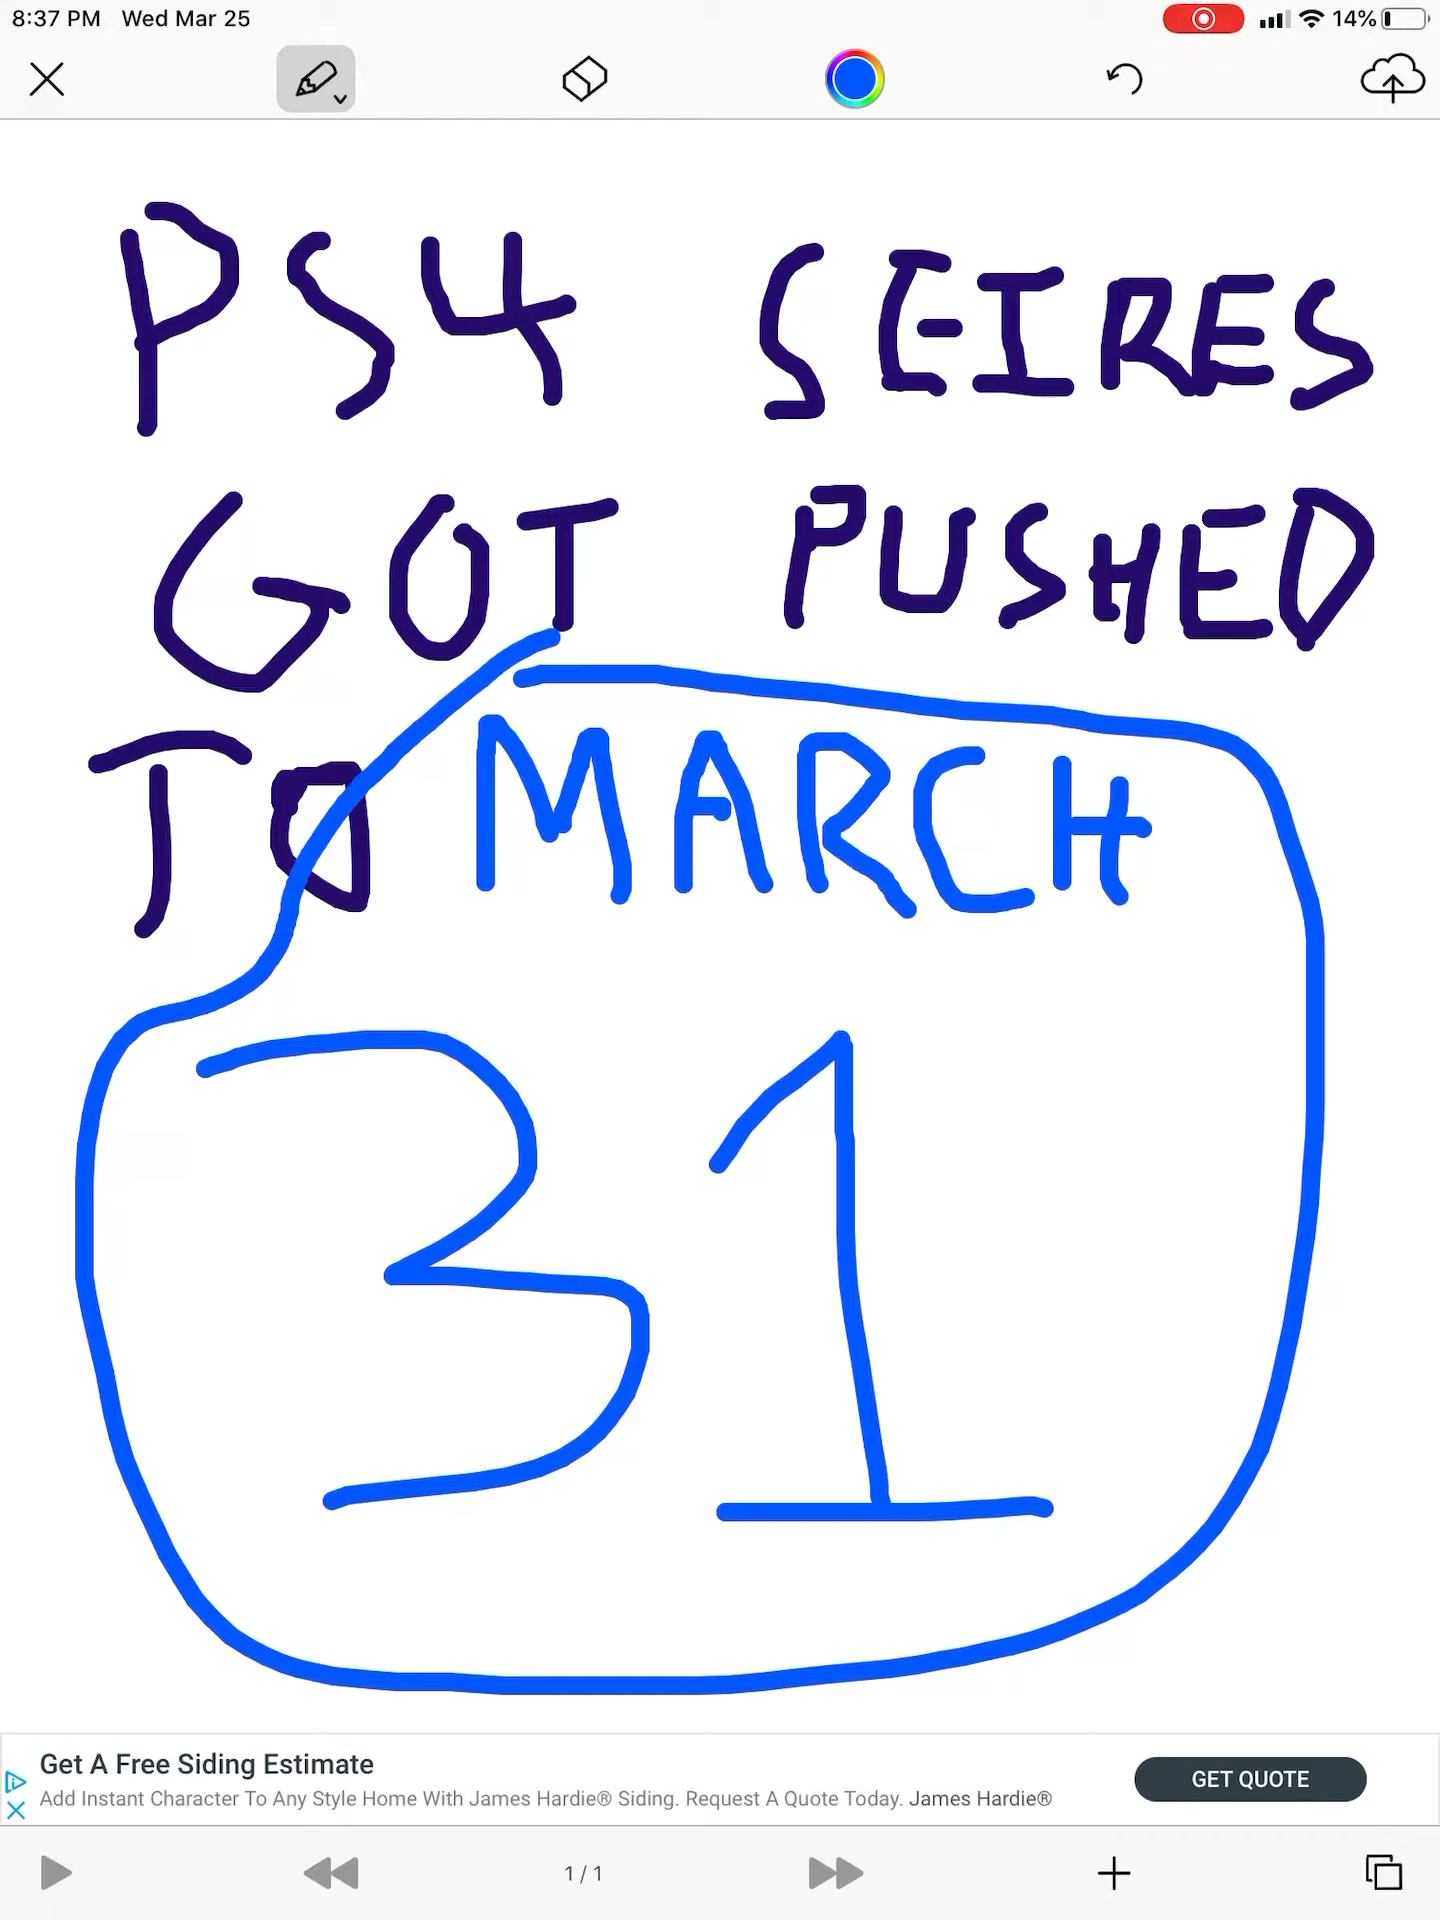 8:37 PM Wed Mar 25 14%
PS4 SEIRES
GOT PUSHED
TO MARCH
31
Get A Free Siding Estimate
Add Instant Character To Any Style Home With James Hardie® Siding. Request A Quote Today. James Hardie®
GET QUOTE
1 / 1